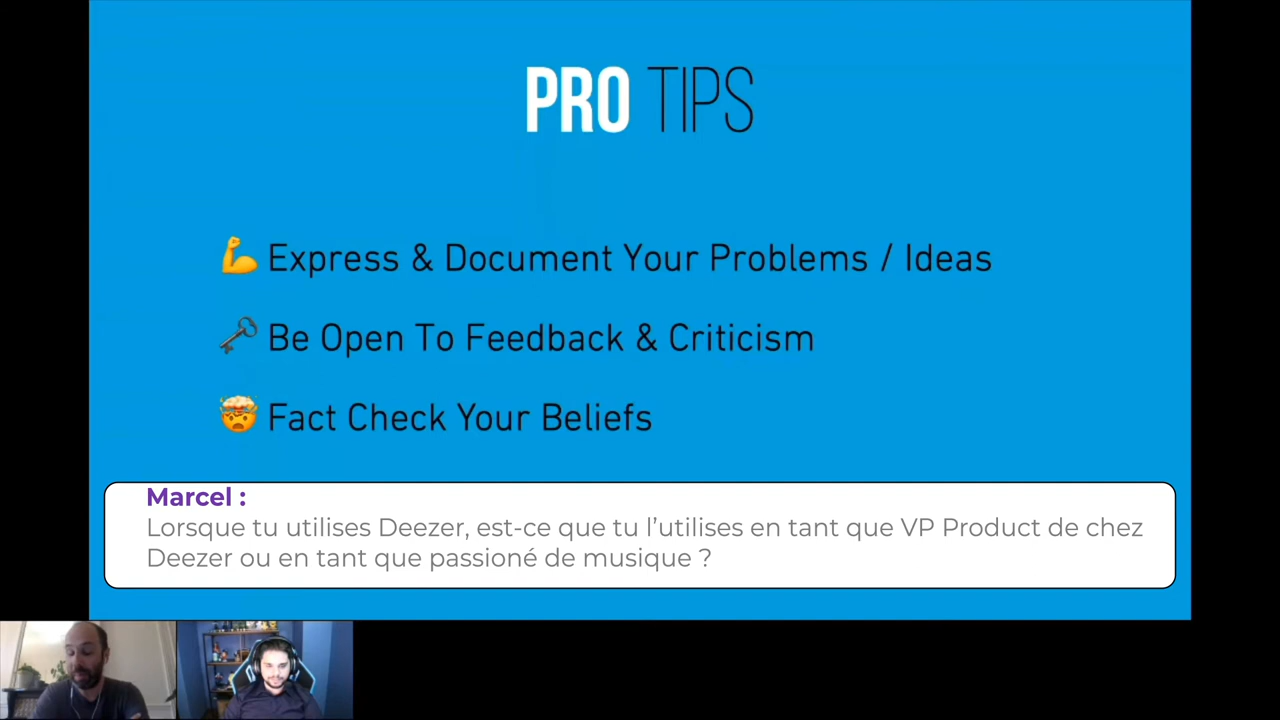 PRO TIPS
💪 Express & Document Your Problems / Ideas
🗝 Be Open To Feedback & Criticism
🤯 Fact Check Your Beliefs
Marcel :
Lorsque tu utilises Deezer, est-ce que tu l’utilises en tant que VP Product de chez
Deezer ou en tant que passioné de musique ?